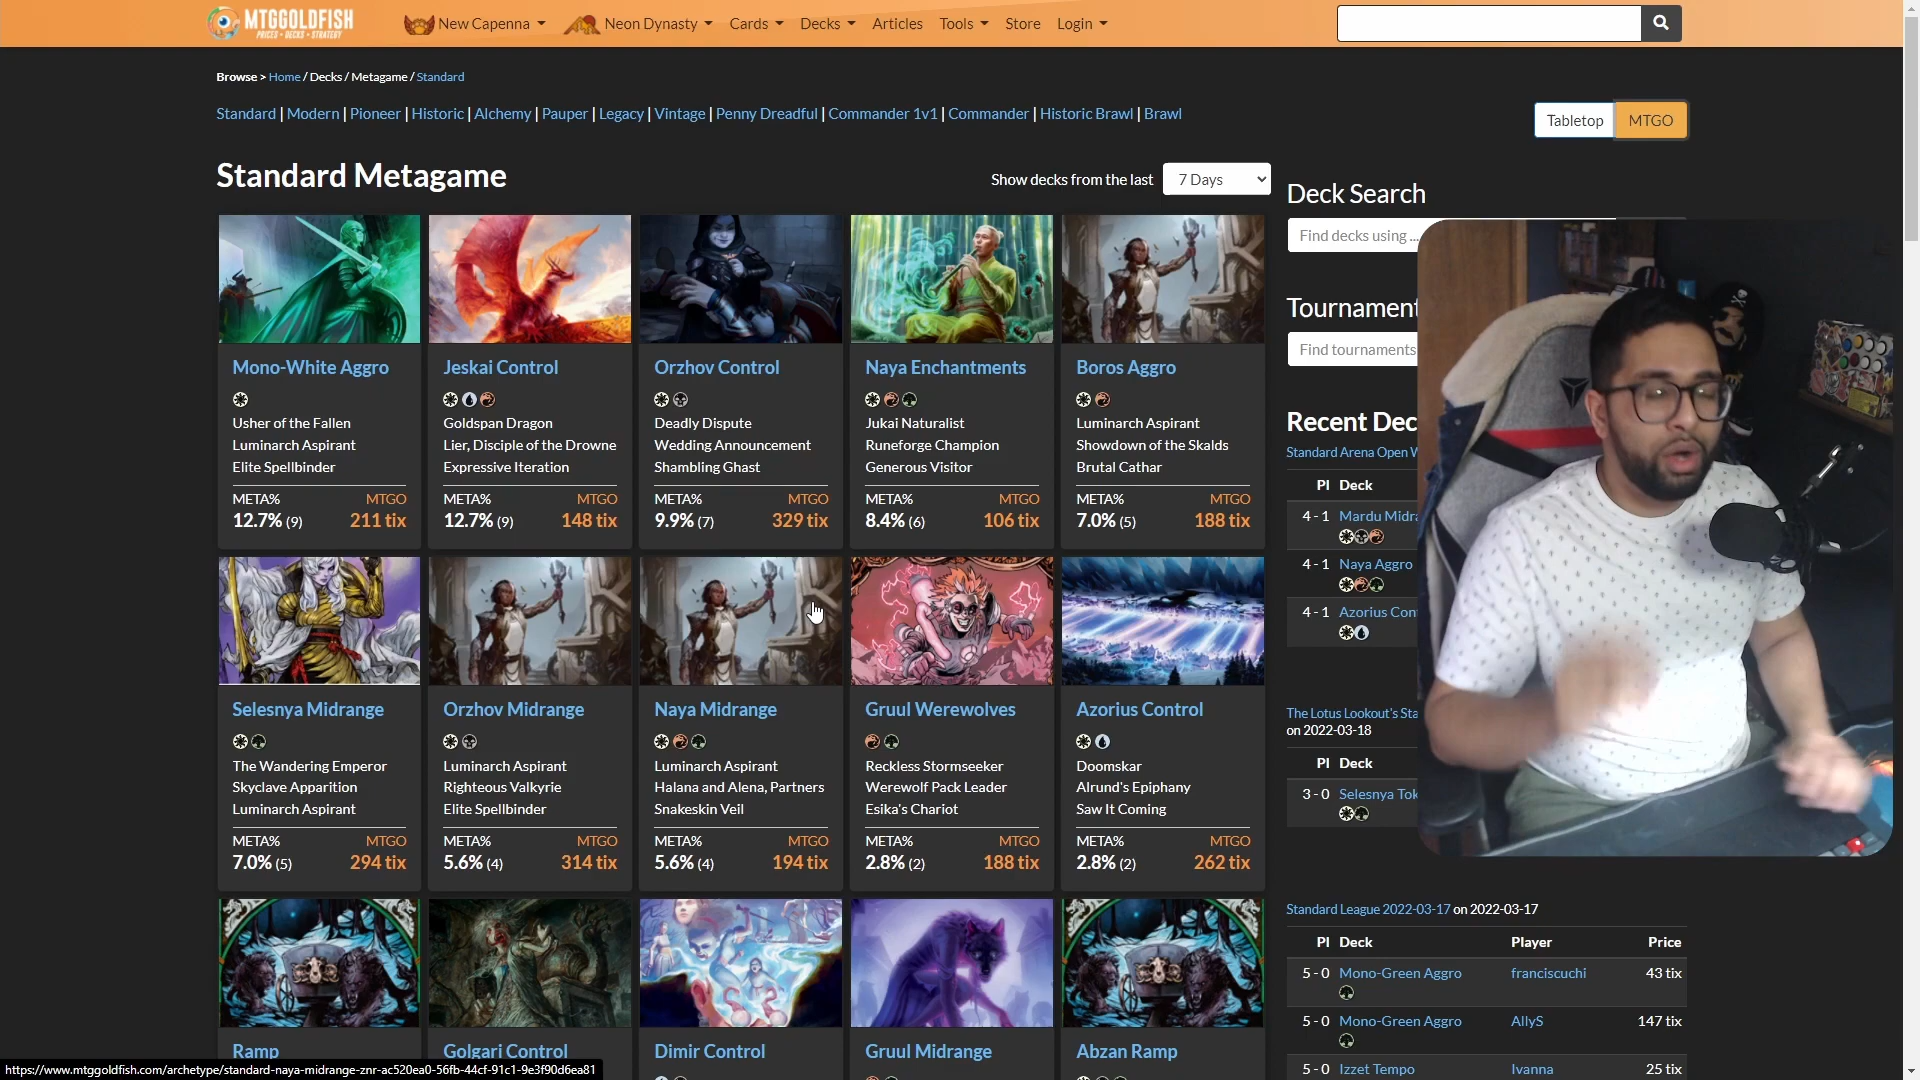 MTGGOLDFISH
PRICES • DECKS • STRATEGY
New Capenna
Neon Dynasty
Cards
Decks
Articles
Tools
Store
Login
Browse > Home / Decks / Metagame / Standard
Standard | Modern | Pioneer | Historic | Alchemy | Pauper | Legacy | Vintage | Penny Dreadful | Commander 1v1 | Commander | Historic Brawl | Brawl
Tabletop
MTGO
Standard Metagame
Show decks from the last 7 Days
Mono-White Aggro
Usher of the Fallen
Luminarch Aspirant
Elite Spellbinder
META% MTGO
12.7% (9) 211 tix
Jeskai Control
Goldspan Dragon
Lier, Disciple of the Drowne
Expressive Iteration
META% MTGO
12.7% (9) 148 tix
Orzhov Control
Deadly Dispute
Wedding Announcement
Shambling Ghast
META% MTGO
9.9% (7) 329 tix
Naya Enchantments
Jukai Naturalist
Runeforge Champion
Generous Visitor
META% MTGO
8.4% (6) 106 tix
Boros Aggro
Luminarch Aspirant
Showdown of the Skalds
Brutal Cathar
META% MTGO
7.0% (5) 188 tix
Selesnya Midrange
The Wandering Emperor
Skyclave Apparition
Luminarch Aspirant
META% MTGO
7.0% (5) 294 tix
Orzhov Midrange
Luminarch Aspirant
Righteous Valkyrie
Elite Spellbinder
META% MTGO
5.6% (4) 314 tix
Naya Midrange
Luminarch Aspirant
Halana and Alena, Partners
Snakeskin Veil
META% MTGO
5.6% (4) 194 tix
Gruul Werewolves
Reckless Stormseeker
Werewolf Pack Leader
Esika's Chariot
META% MTGO
2.8% (2) 188 tix
Azorius Control
Doomskar
Alrund's Epiphany
Saw It Coming
META% MTGO
2.8% (2) 262 tix
Ramp
Golgari Control
Dimir Control
Gruul Midrange
Abzan Ramp
Deck Search
Find decks using ...
Tournament
Find tournaments
Recent Dec
Standard Arena Open W
Pl Deck
4 - 1 Mardu Midra
4 - 1 Naya Aggro
4 - 1 Azorius Con
The Lotus Lookout's Sta
on 2022-03-18
Pl Deck
3 - 0 Selesnya Tok
Standard League 2022-03-17 on 2022-03-17
Pl Deck Player Price
5 - 0 Mono-Green Aggro franciscuchi 43 tix
5 - 0 Mono-Green Aggro AllyS 147 tix
5 - 0 Izzet Tempo Ivanna 25 tix
https://www.mtggoldfish.com/archetype/standard-naya-midrange-znr-ac520ea0-56fb-44cf-91c1-9e3f90d6ea81